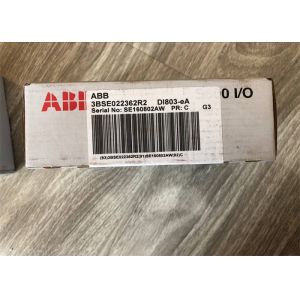 ABB
ABB
3BSE022362R2 DI803-eA
Serial No: SE160802AW PR: C G3
0 I/O